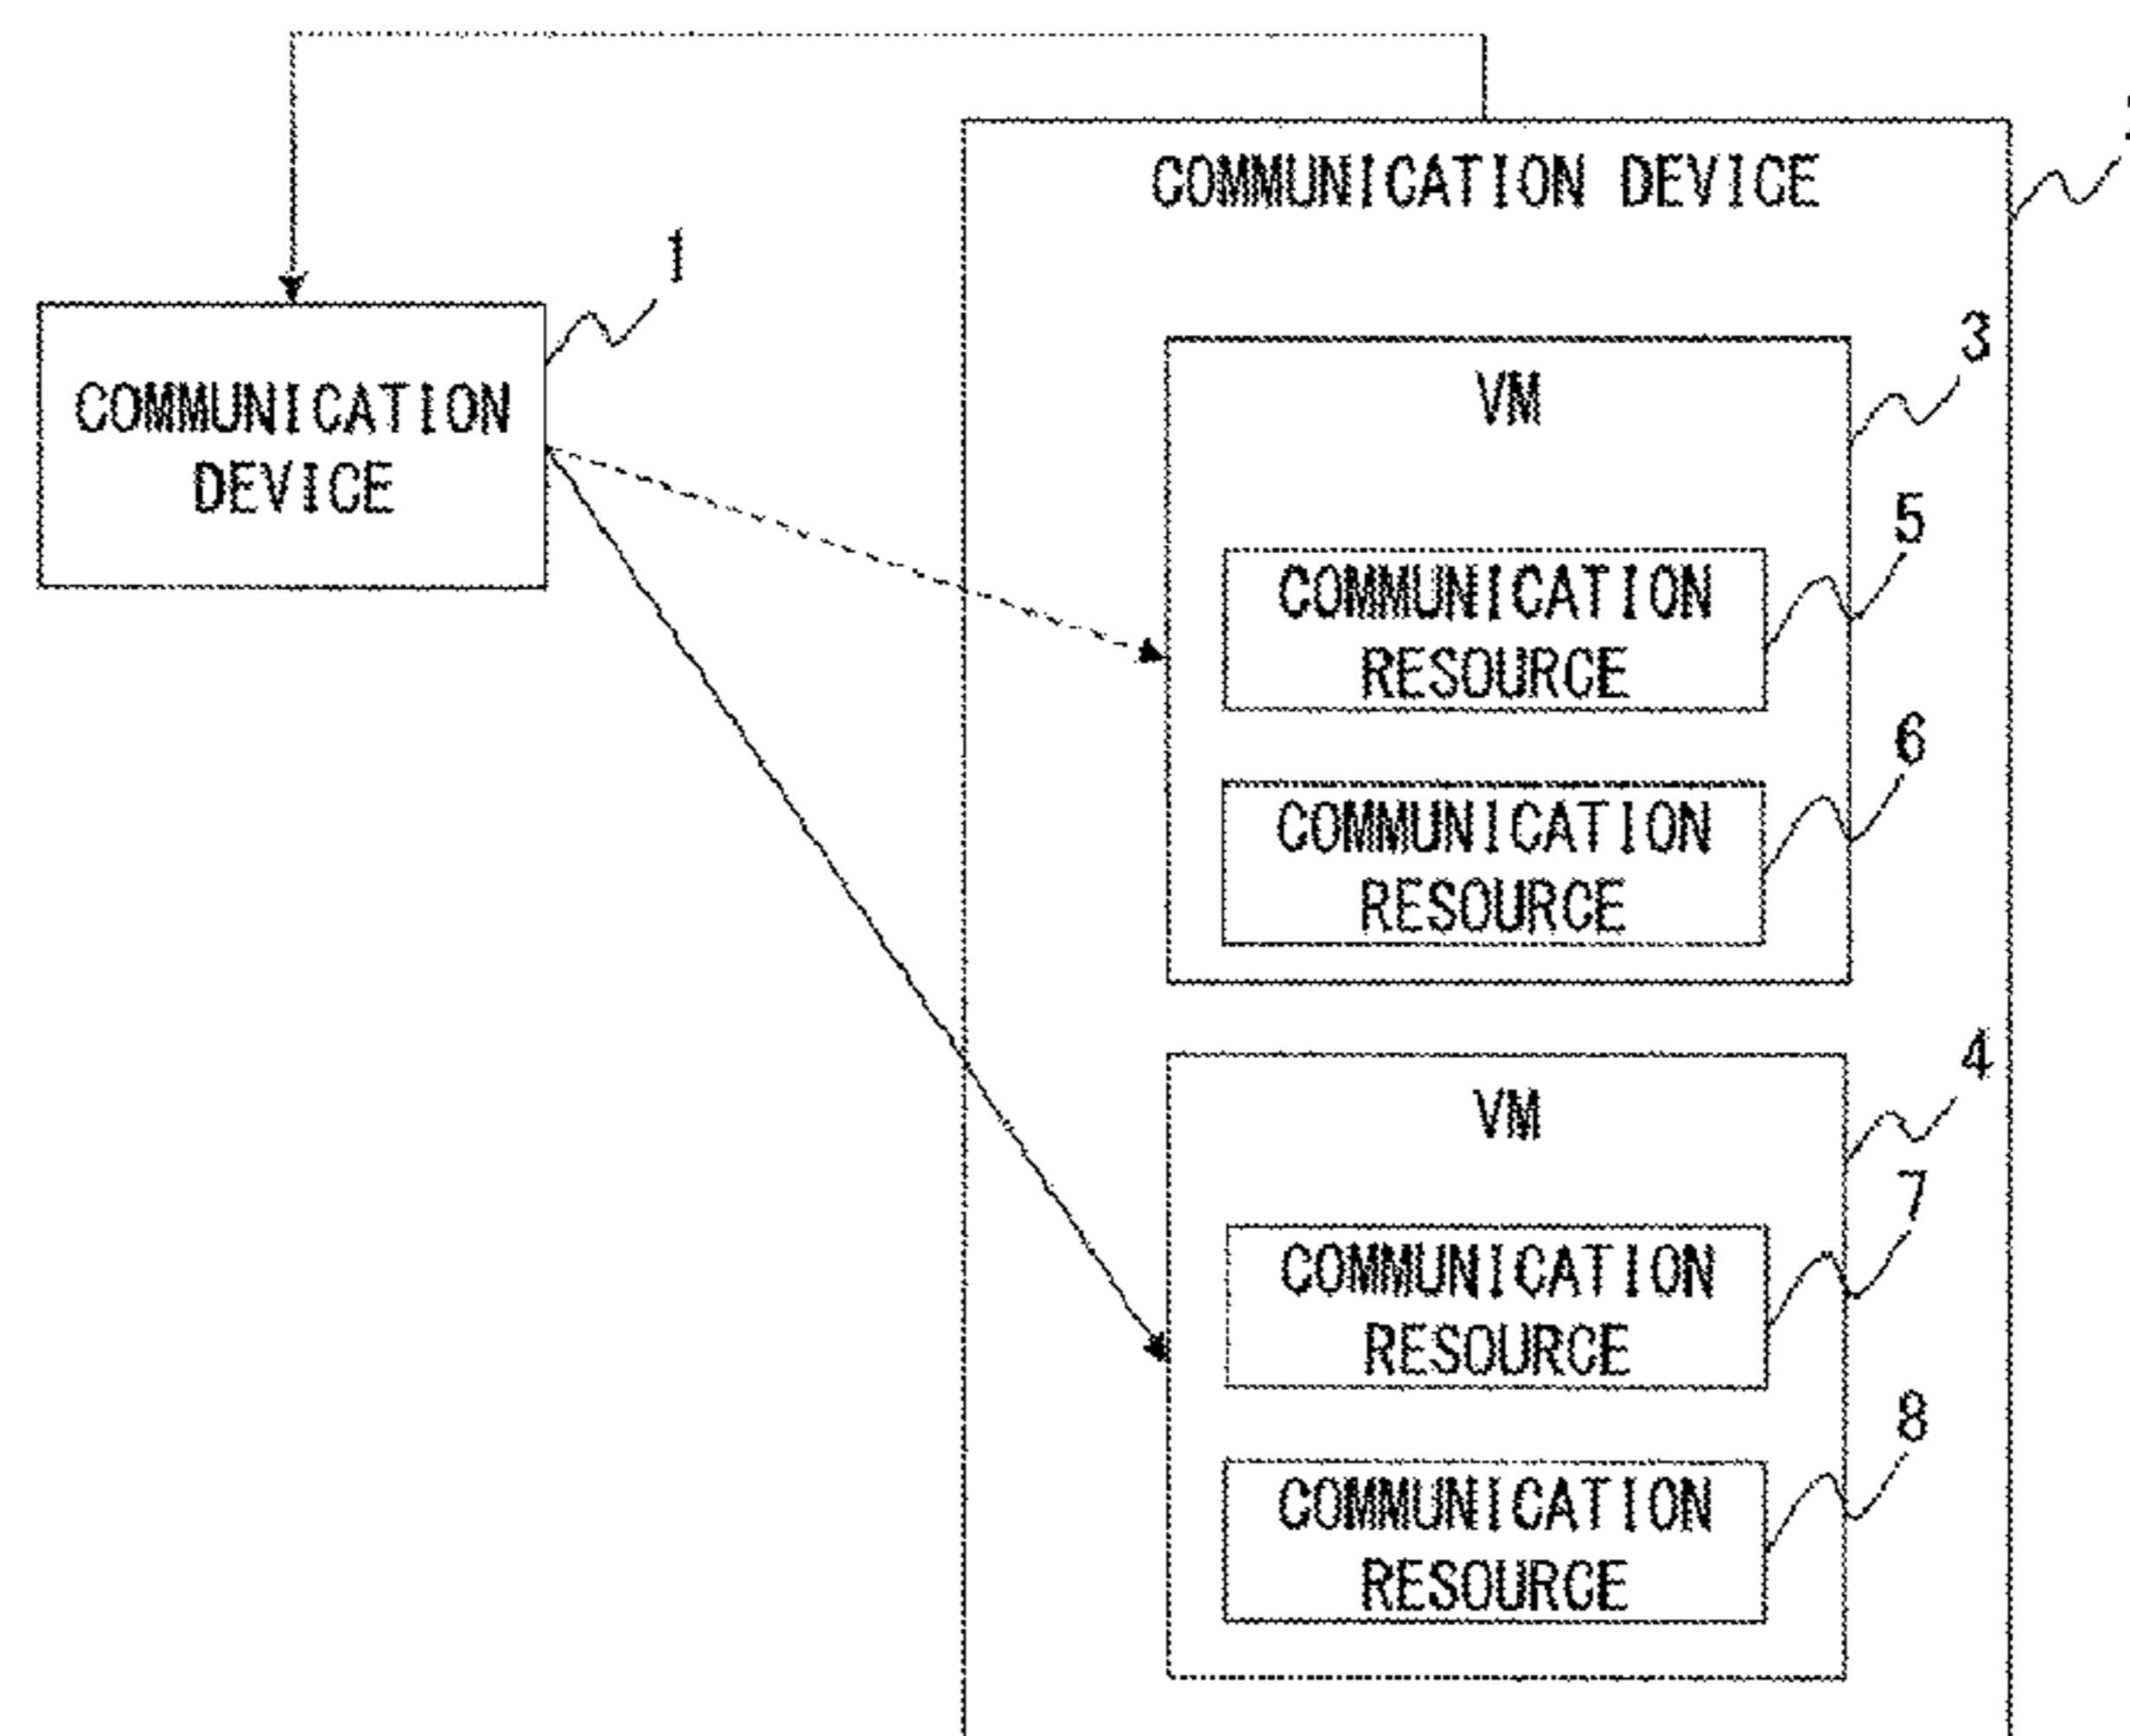 COMMUNICATION DEVICE
1
3
COMMUNICATION
DEVICE
VM
5
COMMUNICATION
RESOURCE
6
COMMUNICATION
RESOURCE
4
VM
7
COMMUNICATION
RESOURCE
8
COMMUNICATION
RESOURCE